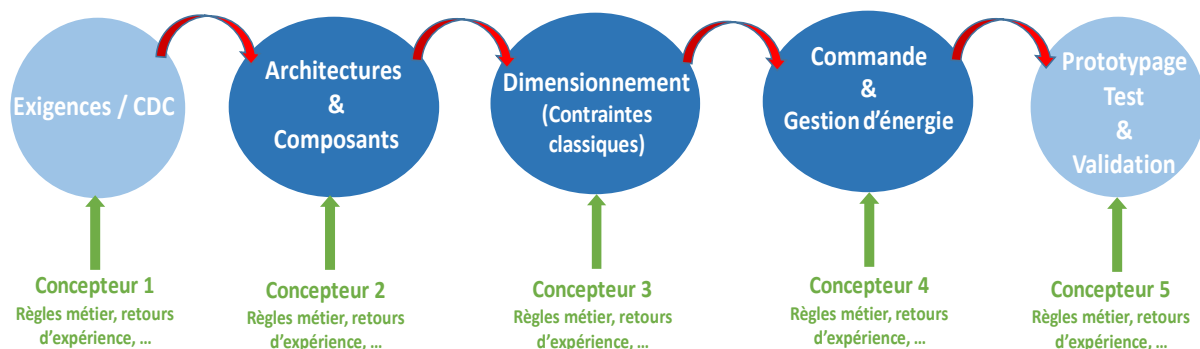 Exigences / CDC
Architectures
&
Composants
Dimensionnement
(Contraintes
classiques)
Commande
&
Gestion d'énergie
Prototypage
Test
&
Validation
Concepteur 1
Règles métier, retours
d'expérience, ...
Concepteur 2
Règles métier, retours
d'expérience, ...
Concepteur 3
Règles métier, retours
d'expérience, ...
Concepteur 4
Règles métier, retours
d'expérience, ...
Concepteur 5
Règles métier, retours
d'expérience, ...